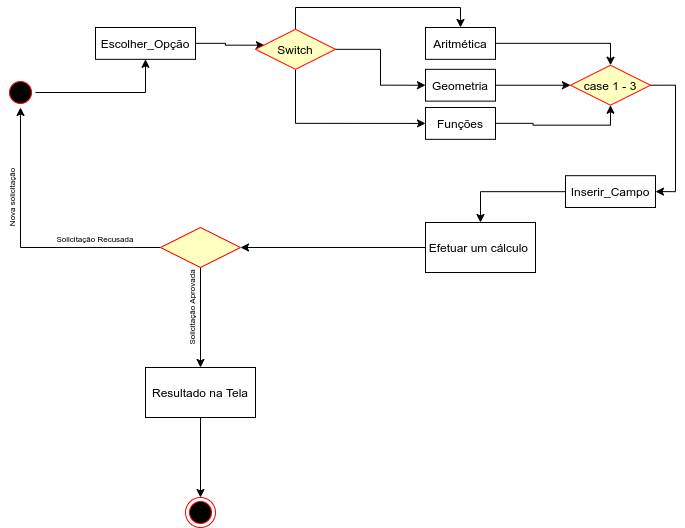 Escolher_Opção
Switch
Aritmética
Geometria
Funções
case 1 - 3
Inserir_Campo
Efetuar um cálculo
Solicitação Recusada
Nova solicitação
Solicitação Aprovada
Resultado na Tela